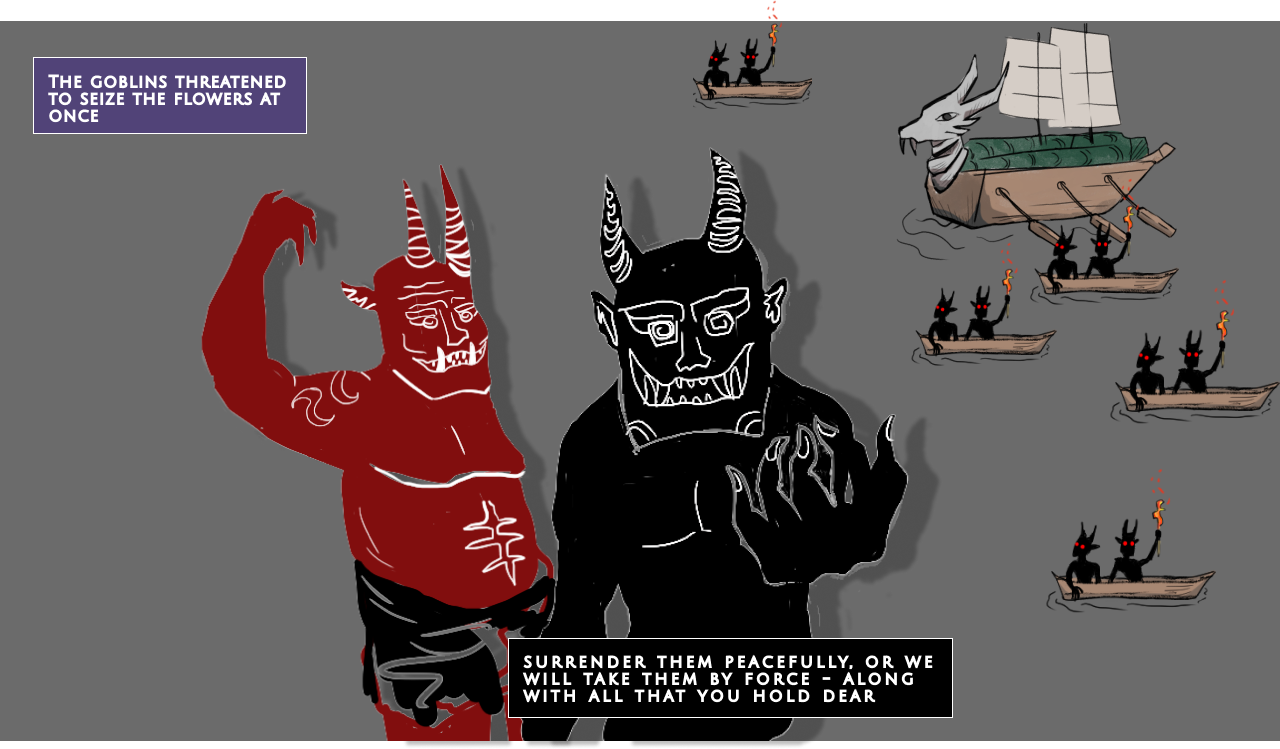 THE GOBLINS THREATENED
TO SEIZE THE FLOWERS AT
ONCE
SURRENDER THEM PEACEFULLY, OR WE
WILL TAKE THEM BY FORCE – ALONG
WITH ALL THAT YOU HOLD DEAR